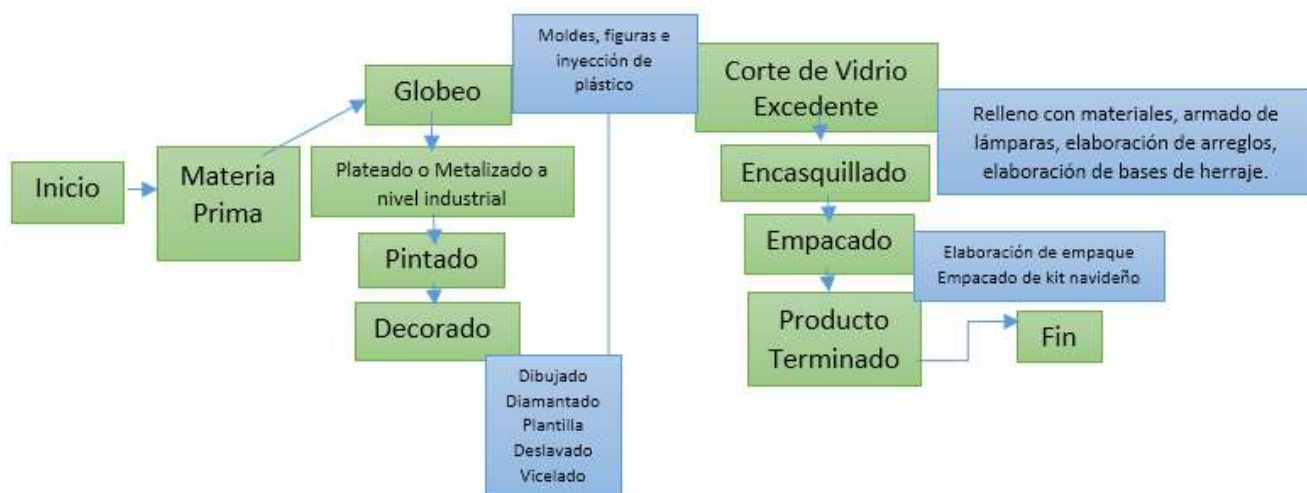 Inicio
Materia
Prima
Globeo
Plateado o Metalizado a
nivel industrial
Pintado
Decorado
Dibujado
Diamantado
Plantilla
Deslavado
Vicelado
Moldes, figuras e
inyección de
plástico
Corte de Vidrio
Excedente
Encasquillado
Relleno con materiales, armado de
lámparas, elaboración de arreglos,
elaboración de bases de herraje.
Empacado
Elaboración de empaque
Empacado de kit navideño
Producto
Terminado
Fin